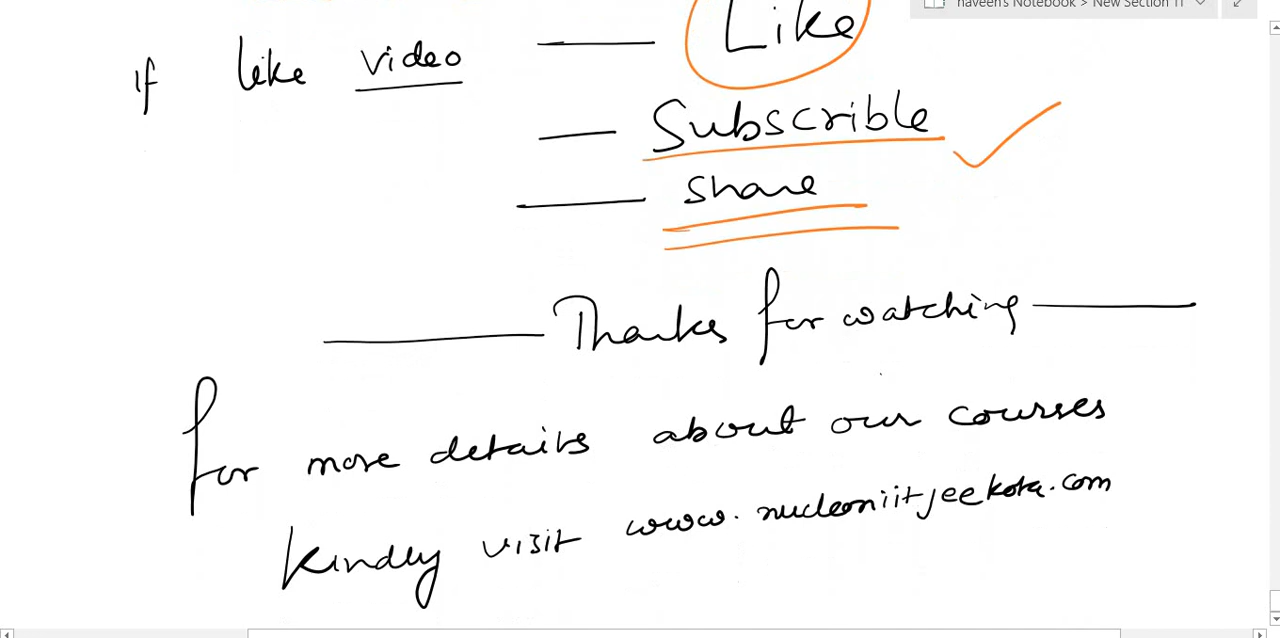 naveen's Notebook > New Section 11
If like video — Like
— Subscrible
— Share
— Thanks for watching —
For more details about our courses
Kindly visit www.nucleoniitjeekota.com